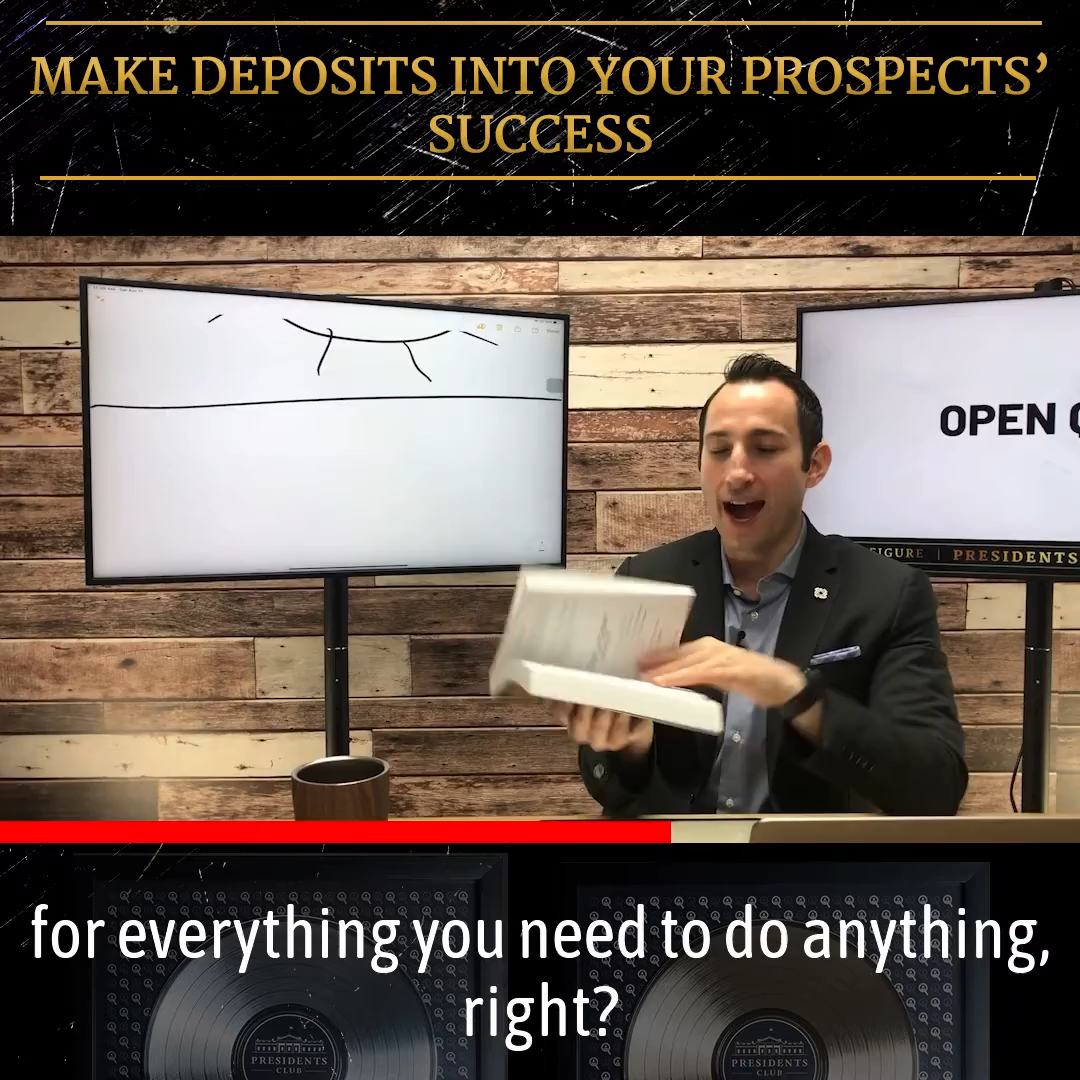 MAKE DEPOSITS INTO YOUR PROSPECTS’
SUCCESS
OPEN
FIGURE | PRESIDENTS
for everything you need to do anything,
right?
PRESIDENTS
CLUB
PRESIDENTS
CLUB